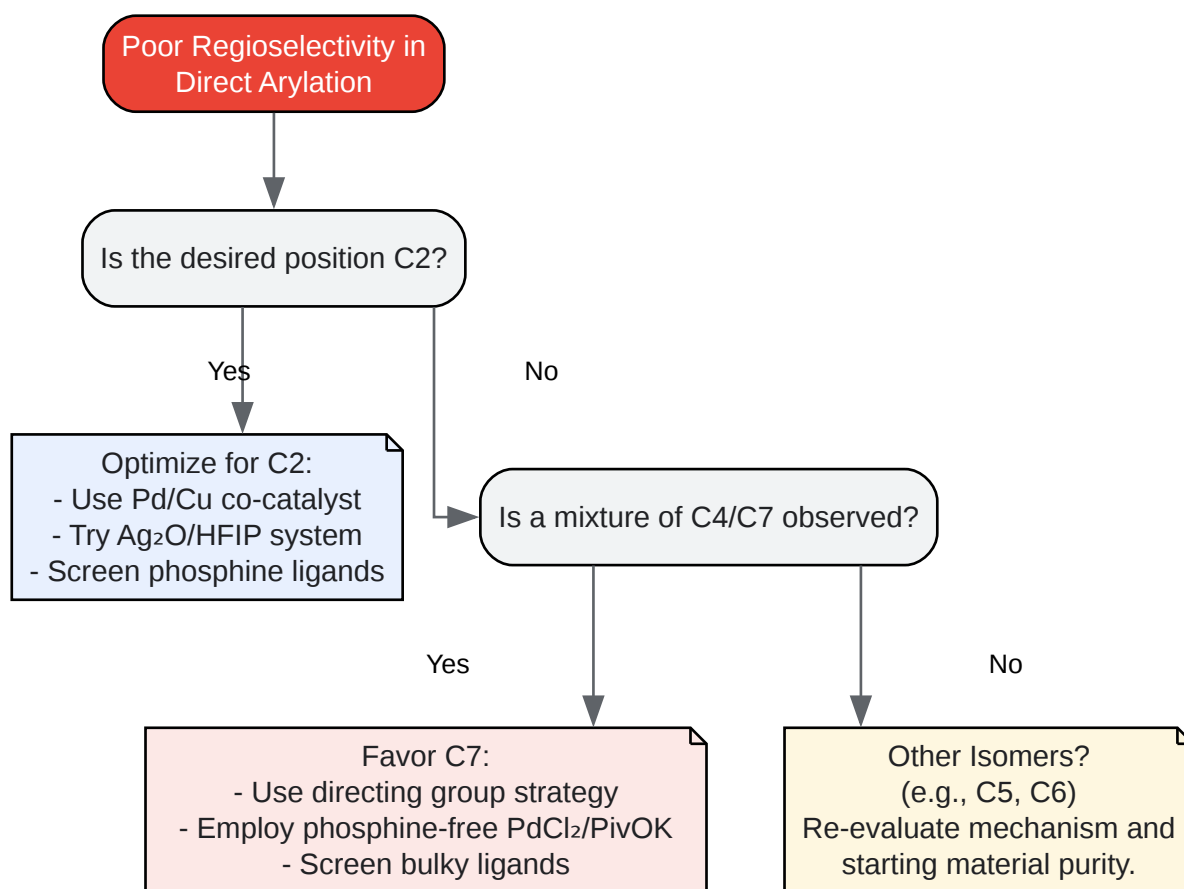 Poor Regioselectivity in
Direct Arylation
Is the desired position C2?
Yes
No
Optimize for C2:
- Use Pd/Cu co-catalyst
- Try Ag₂O/HFIP system
- Screen phosphine ligands
Is a mixture of C4/C7 observed?
Yes
No
Favor C7:
- Use directing group strategy
- Employ phosphine-free PdCl₂/PivOK
- Screen bulky ligands
Other Isomers?
(e.g., C5, C6)
Re-evaluate mechanism and
starting material purity.